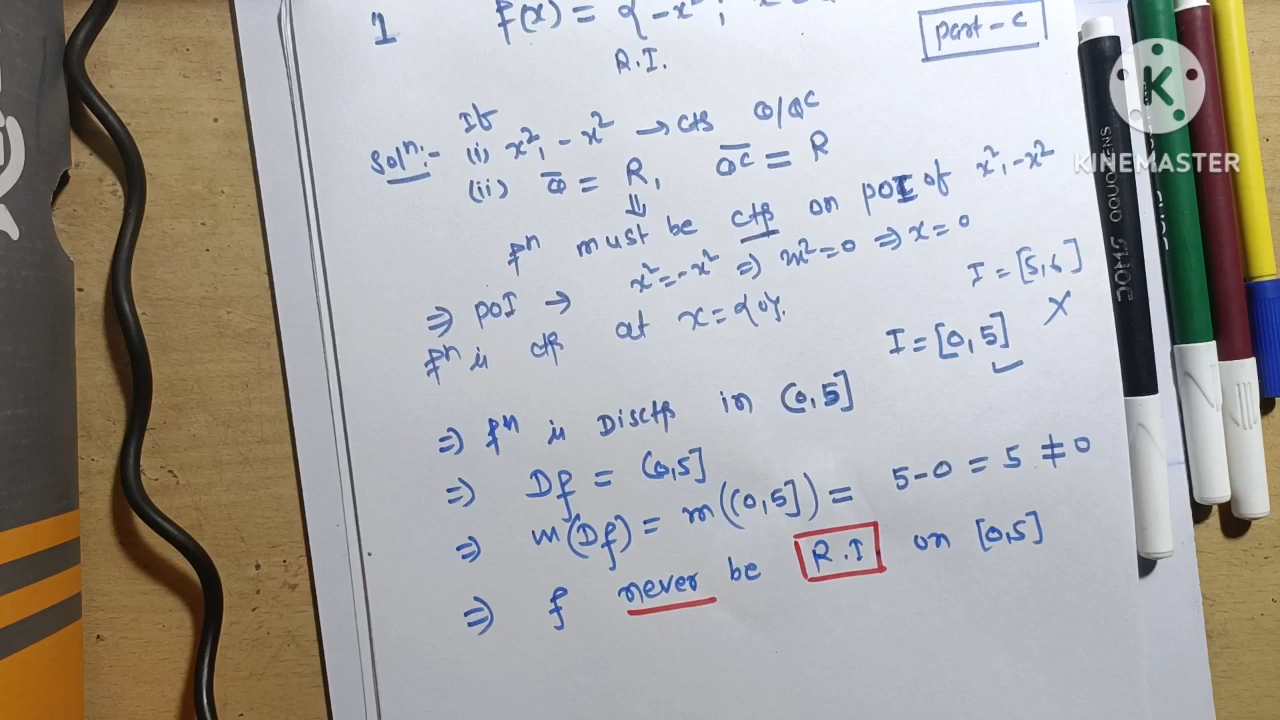 1 f(x) = { -x² ;
R.I.
Part - C
If
Solⁿ:- (i) x², -x² → cts Q/Qᶜ
(ii) Q̅ = R, Q̅ᶜ̅ = R
⇓
fⁿ must be cts on POI of x², -x²
⇒ POI → x² = -x² ⇒ 2x² = 0 ⇒ x = 0
fⁿ is cts at x = {0}.
I = [5,6]
X
I = [0, 5]
⇒ fⁿ is Discts in (0,5]
⇒ Df = (0,5]
⇒ m(Df) = m((0,5]) = 5-0 = 5 ≠ 0
⇒ f never be R.I on [0,5]
K
KINEMASTER
DOMS